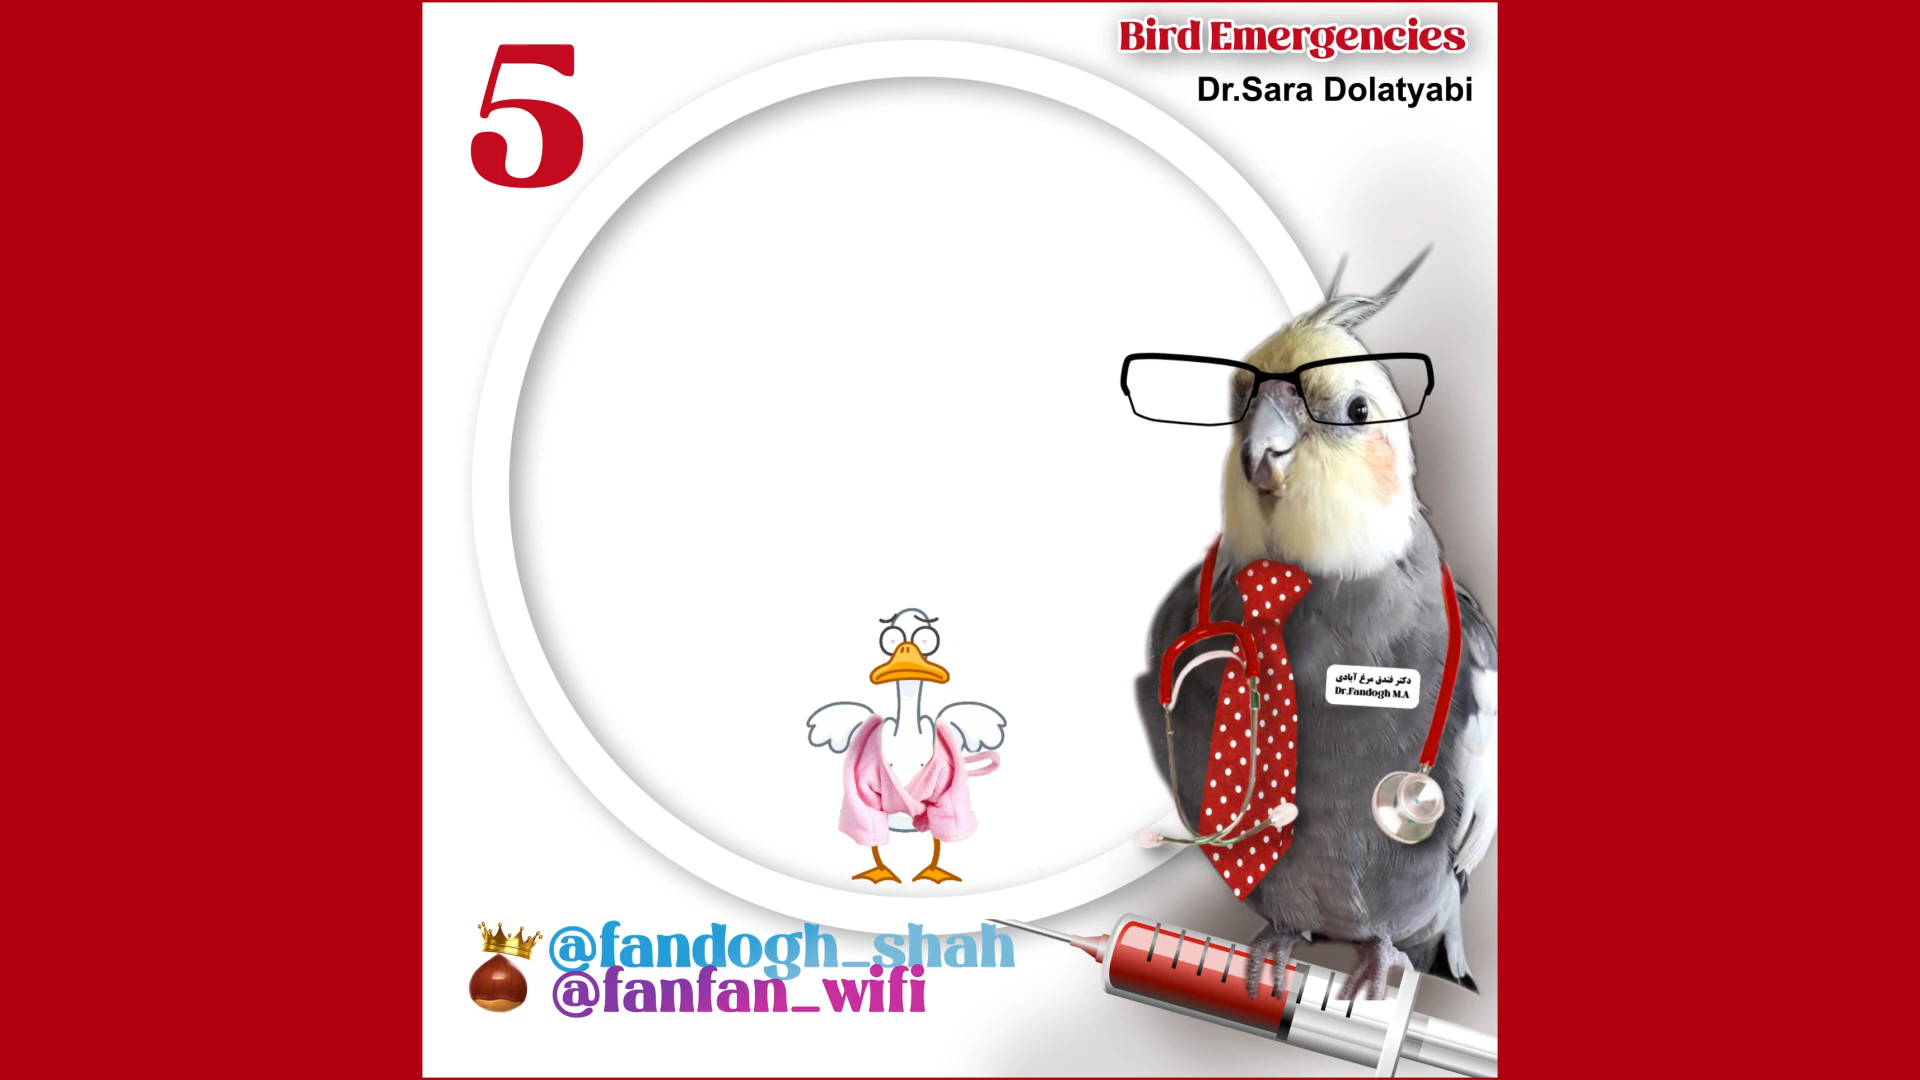 5
Bird Emergencies
Dr.Sara Dolatyabi
دکتر فندق مرغ آبادی
Dr.Fandogh M.A
@fandogh_shah
@fanfan_wifi